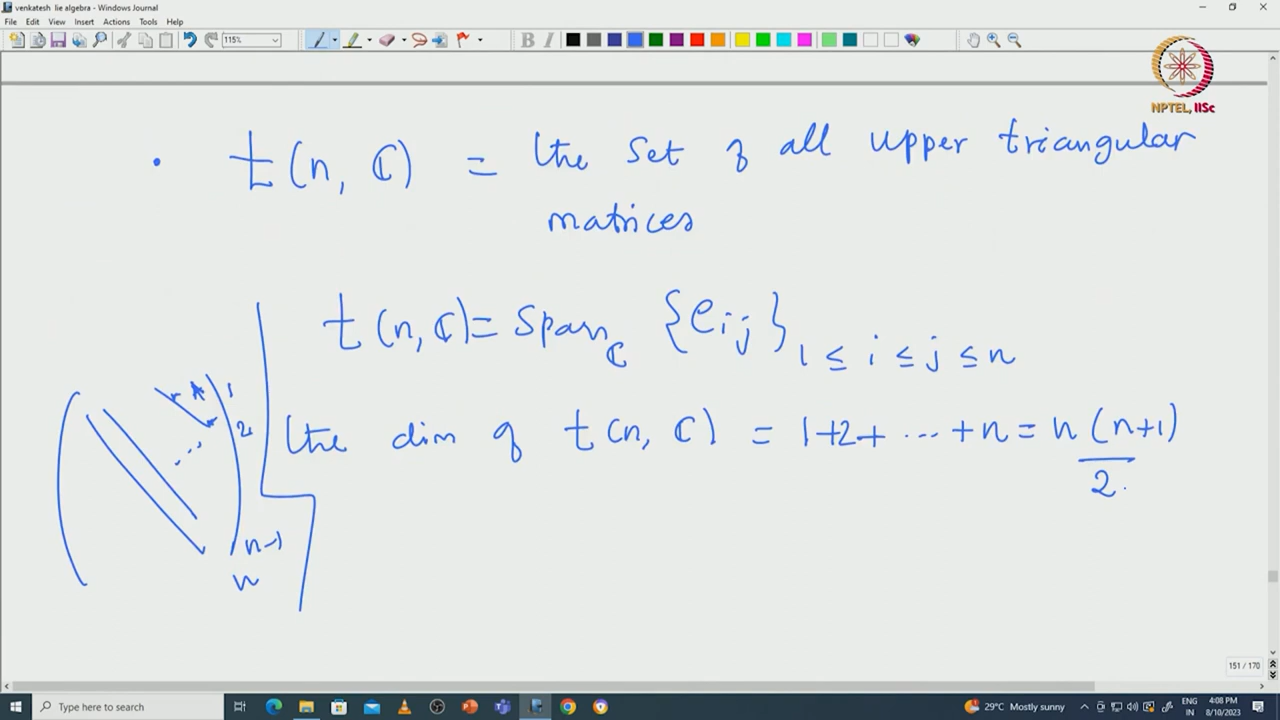 venkatesh lie algebra - Windows Journal
File Edit View Insert Actions Tools Help
115%
B I
NPTEL, IISc
• t(n, ℂ) = the set of all upper triangular
matrices
t(n, ℂ) = Span_ℂ {e_ij}_1 ≤ i ≤ j ≤ n
the dim of t(n, ℂ) = 1+2+ ... +n = n(n+1)/2.
* 1
2
...
n-1
n
151 / 170
Type here to search
29°C Mostly sunny
ENG
IN
4:08 PM
8/10/2023